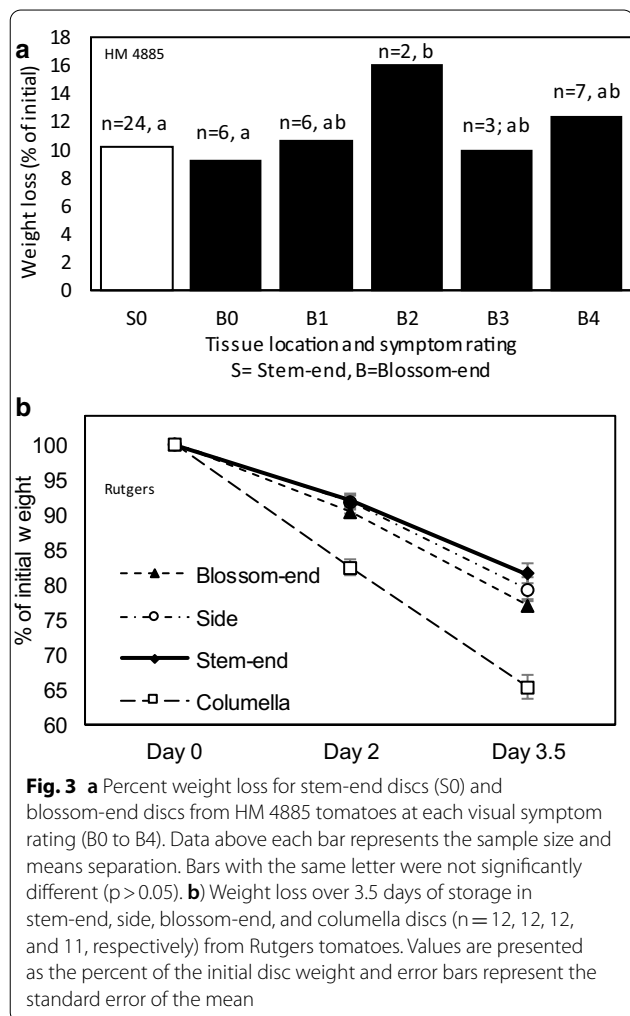 a
18
16
14
12
10
8
6
4
2
0
Weight loss (% of initial)
HM 4885
n=24, a
n=6, a
n=6, ab
n=2, b
n=3; ab
n=7, ab
S0 B0 B1 B2 B3 B4
Tissue location and symptom rating
S= Stem-end, B=Blossom-end
b
100
95
90
85
80
75
70
65
60
% of initial weight
Rutgers
Blossom-end
Side
Stem-end
Columella
Day 0 Day 2 Day 3.5
Fig. 3 a Percent weight loss for stem-end discs (S0) and
blossom-end discs from HM 4885 tomatoes at each visual symptom
rating (B0 to B4). Data above each bar represents the sample size and
means separation. Bars with the same letter were not significantly
different (p > 0.05). b) Weight loss over 3.5 days of storage in
stem-end, side, blossom-end, and columella discs (n = 12, 12, 12,
and 11, respectively) from Rutgers tomatoes. Values are presented
as the percent of the initial disc weight and error bars represent the
standard error of the mean